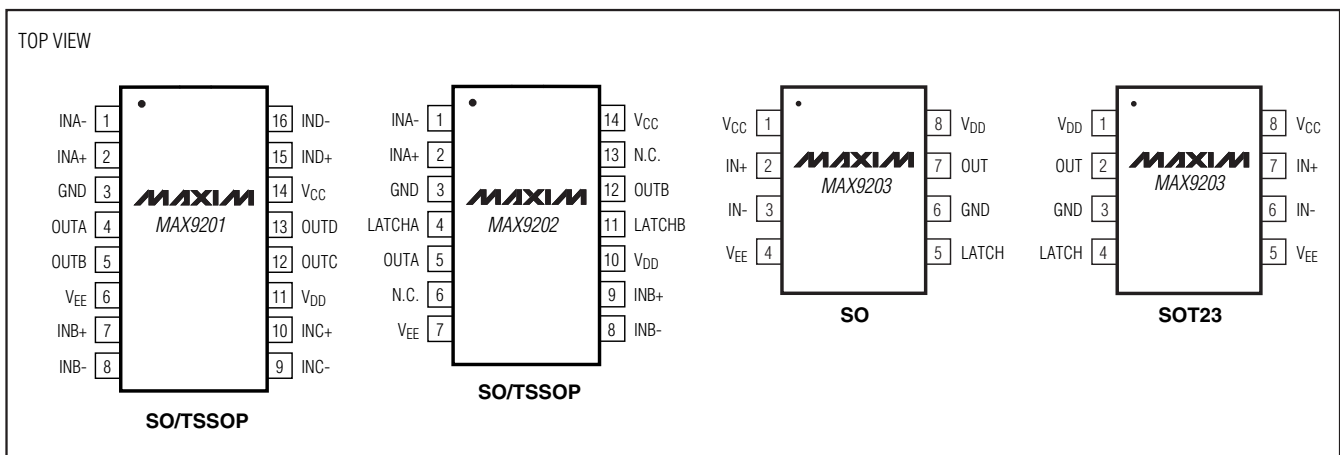 TOP VIEW
INA- 1
INA+ 2
GND 3
OUTA 4
OUTB 5
VEE 6
INB+ 7
INB- 8
16 IND-
15 IND+
14 VCC
13 OUTD
12 OUTC
11 VDD
10 INC+
9 INC-
MAXIM
MAX9201
SO/TSSOP
INA- 1
INA+ 2
GND 3
LATCHA 4
OUTA 5
N.C. 6
VEE 7
14 VCC
13 N.C.
12 OUTB
11 LATCHB
10 VDD
9 INB+
8 INB-
MAXIM
MAX9202
SO/TSSOP
VCC 1
IN+ 2
IN- 3
VEE 4
8 VDD
7 OUT
6 GND
5 LATCH
MAXIM
MAX9203
SO
VDD 1
OUT 2
GND 3
LATCH 4
8 VCC
7 IN+
6 IN-
5 VEE
MAXIM
MAX9203
SOT23